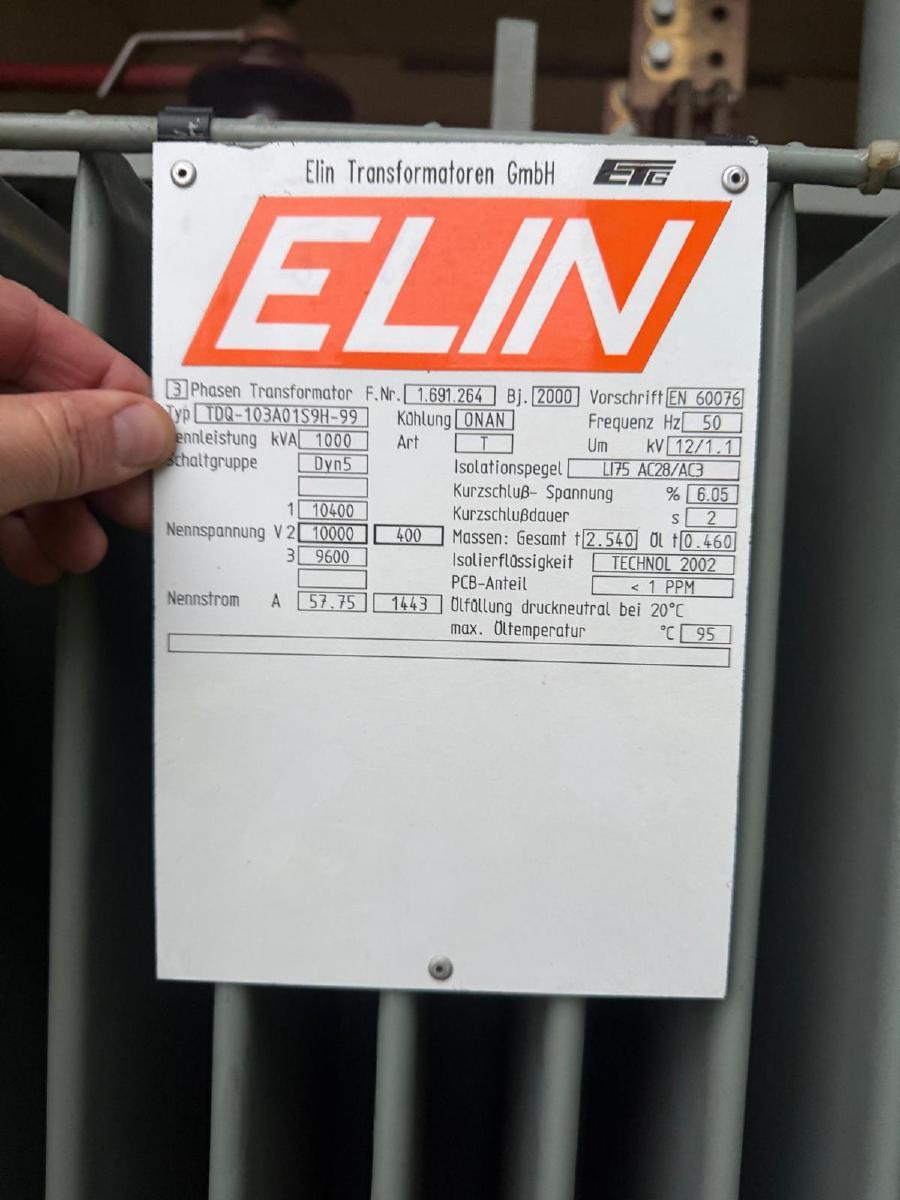 Elin Transformatoren GmbH ETG
ELIN
3 Phasen Transformator F.Nr. 1.691.264 Bj. 2000 Vorschrift EN 60076
Typ TDQ-103A01S9H-99 Kühlung ONAN Frequenz Hz 50
ennleistung kVA 1000 Art T Um kV 12/1.1
Schaltgruppe Dyn5 Isolationspegel LI75 AC28/AC3
Kurzschluß- Spannung % 6.05
1 10400 Kurzschlußdauer s 2
Nennspannung V 2 10000 400 Massen: Gesamt t 2.540 Öl t 0.460
3 9600 Isolierflüssigkeit TECHNOL 2002
PCB-Anteil < 1 PPM
Nennstrom A 57.75 1443 Ölfüllung druckneutral bei 20°C
max. Öltemperatur °C 95